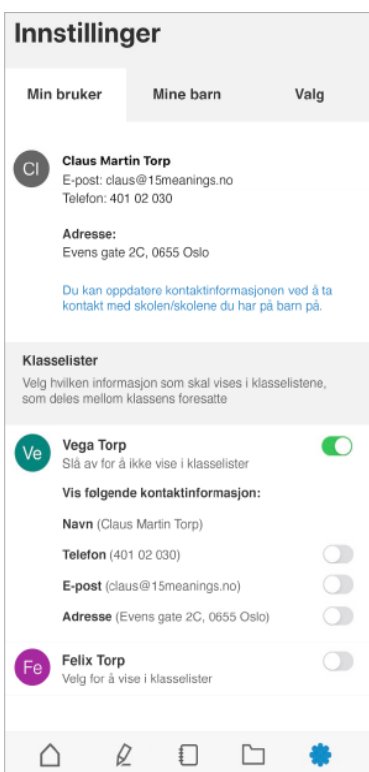 Innstillinger
Min bruker
Mine barn
Valg
CI
Claus Martin Torp
E-post: claus@15meanings.no
Telefon: 401 02 030
Adresse:
Evens gate 2C, 0655 Oslo
Du kan oppdatere kontaktinformasjonen ved å ta
kontakt med skolen/skolene du har på barn på.
Klasselister
Velg hvilken informasjon som skal vises i klasselistene,
som deles mellom klassens foresatte
Ve
Vega Torp
Slå av for å ikke vise i klasselister
Vis følgende kontaktinformasjon:
Navn (Claus Martin Torp)
Telefon (401 02 030)
E-post (claus@15meanings.no)
Adresse (Evens gate 2C, 0655 Oslo)
Fe
Felix Torp
Velg for å vise i klasselister